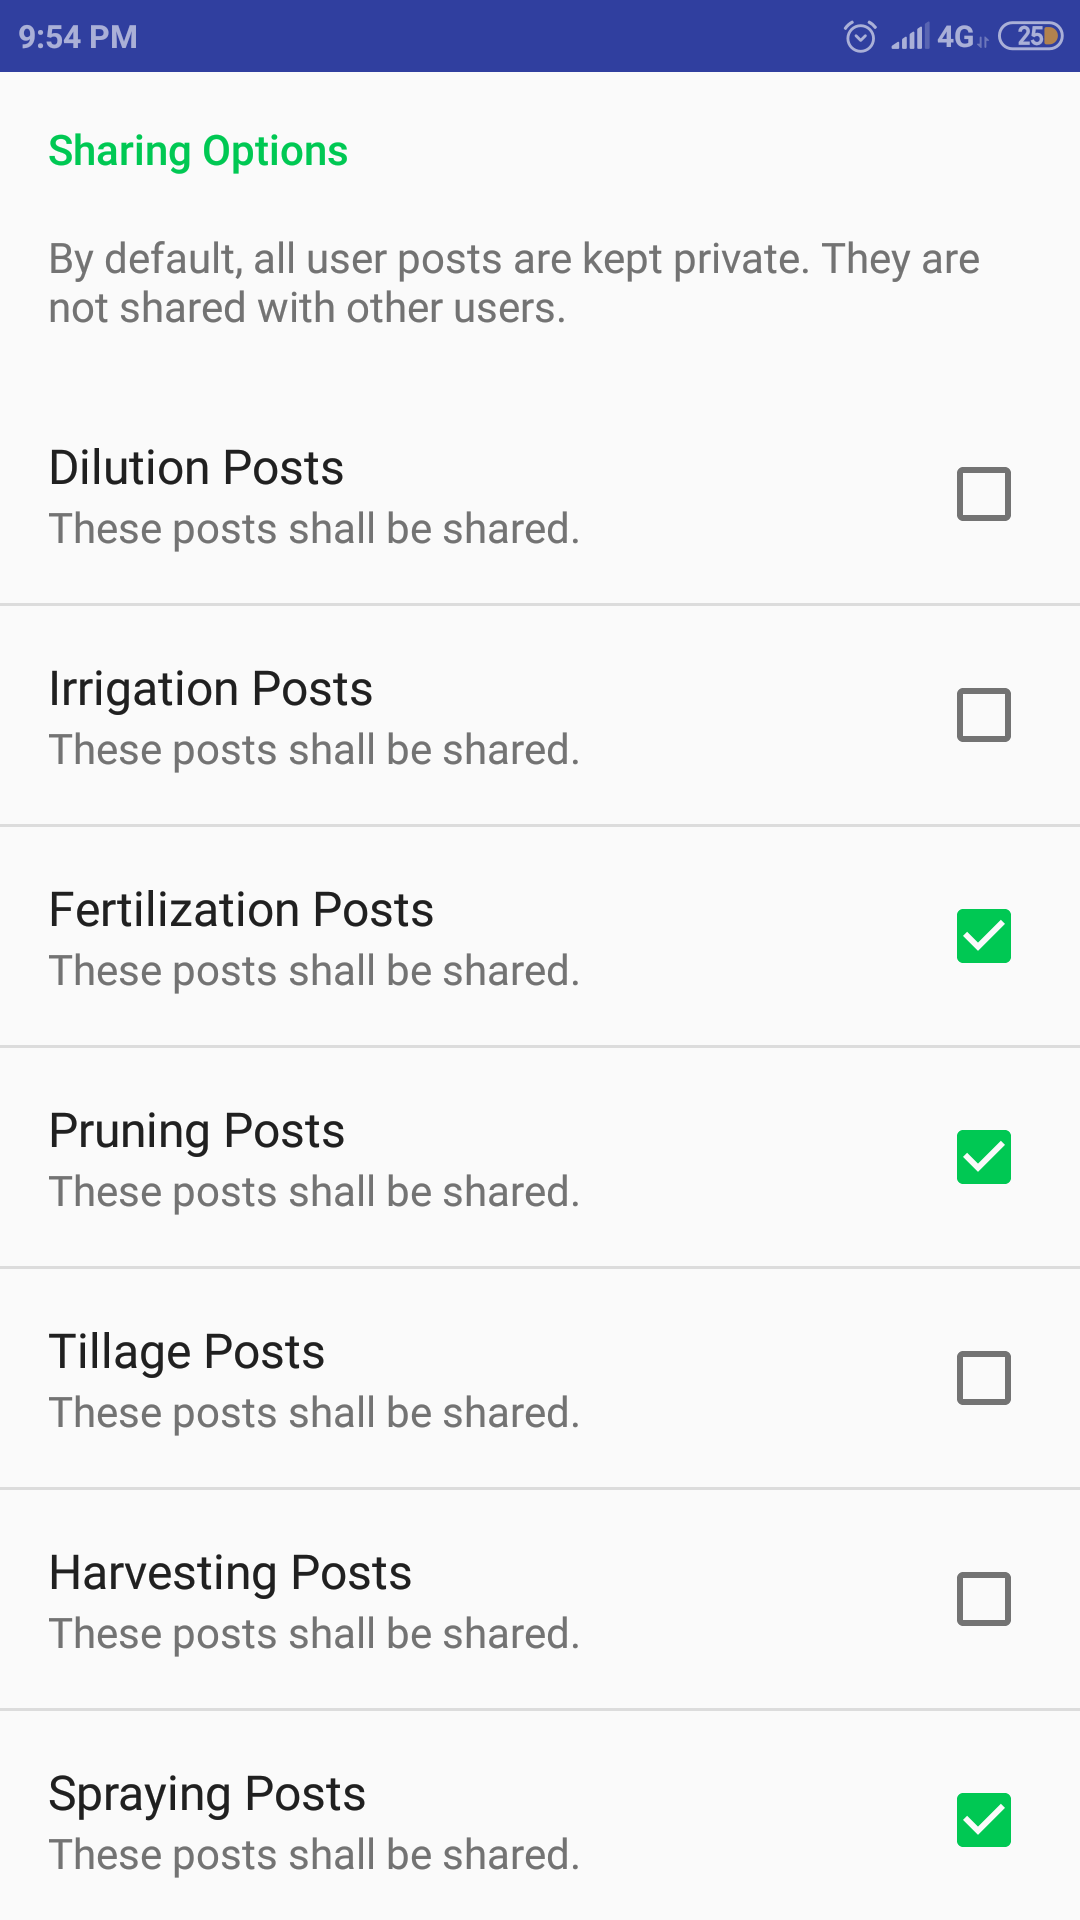 9:54 PM 4G 25
Sharing Options
By default, all user posts are kept private. They are
not shared with other users.
Dilution Posts
These posts shall be shared.
Irrigation Posts
These posts shall be shared.
Fertilization Posts
These posts shall be shared.
Pruning Posts
These posts shall be shared.
Tillage Posts
These posts shall be shared.
Harvesting Posts
These posts shall be shared.
Spraying Posts
These posts shall be shared.